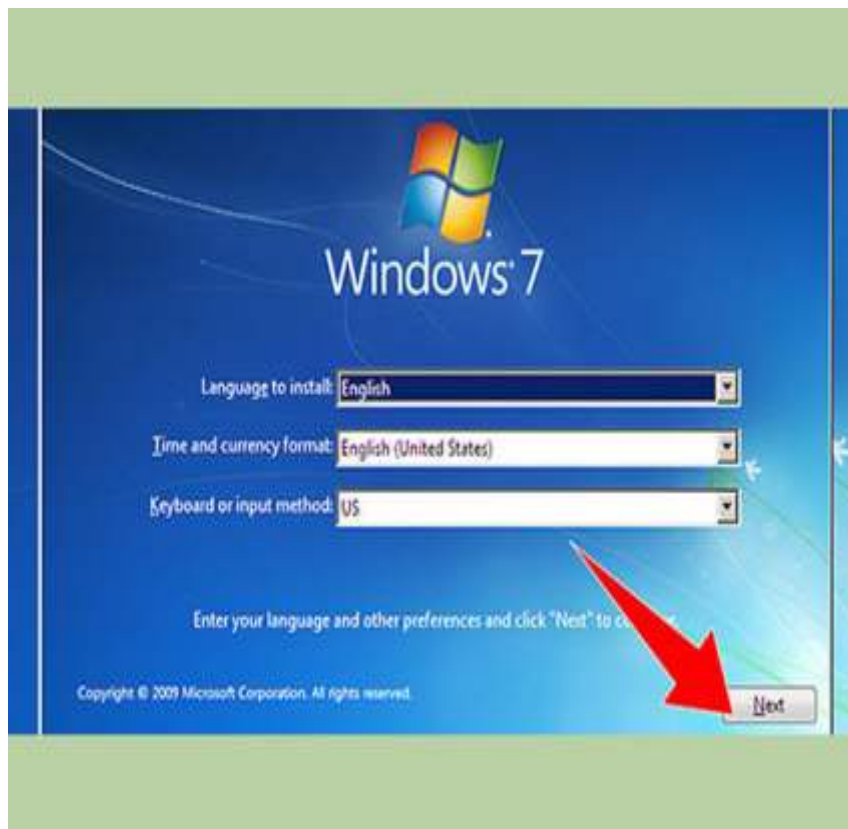 Windows 7
Language to install: English
Time and currency format: English (United States)
Keyboard or input method: US
Enter your language and other preferences and click "Next" to
Copyright © 2009 Microsoft Corporation. All rights reserved.
Next